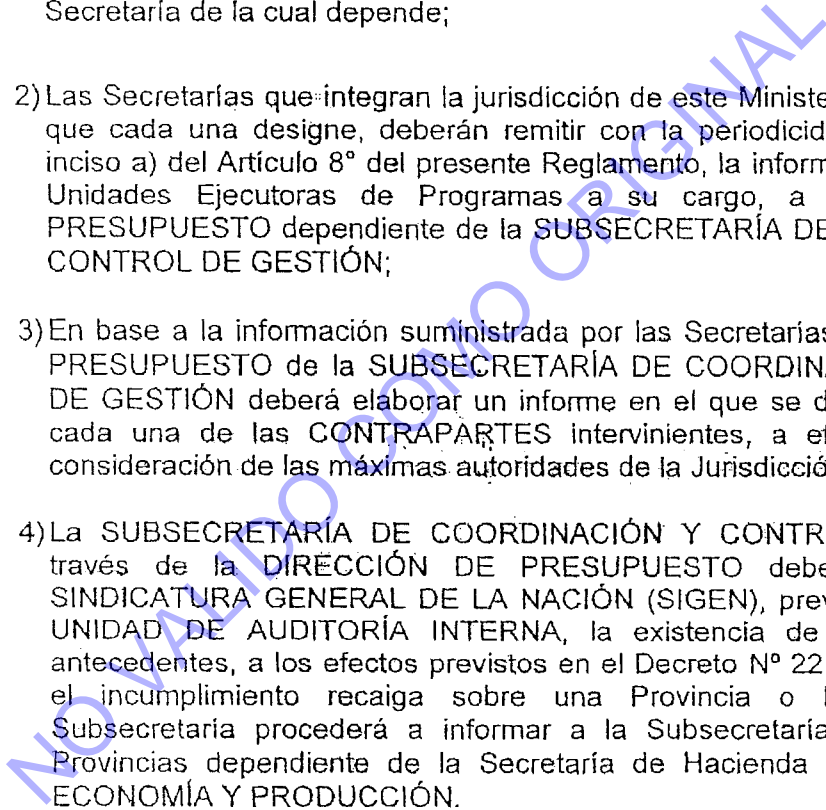 Secretaría de la cual depende;
2) Las Secretarías que integran la jurisdicción de este Ministe
que cada una designe, deberán remitir con la periodicid
inciso a) del Artículo 8° del presente Reglamento, la inform
Unidades Ejecutoras de Programas a su cargo, a
PRESUPUESTO dependiente de la SUBSECRETARÍA DE
CONTROL DE GESTIÓN;
3) En base a la información suministrada por las Secretarías
PRESUPUESTO de la SUBSECRETARÍA DE COORDINA
DE GESTIÓN deberá elaborar un informe en el que se d
cada una de las CONTRAPARTES intervinientes, a ef
consideración de las máximas autoridades de la Jurisdicció
4) La SUBSECRETARÍA DE COORDINACIÓN Y CONTR
través de la DIRECCIÓN DE PRESUPUESTO debe
SINDICATURA GENERAL DE LA NACIÓN (SIGEN), prev
UNIDAD DE AUDITORÍA INTERNA, la existencia de
antecedentes, a los efectos previstos en el Decreto Nº 22
el incumplimiento recaiga sobre una Provincia o
Subsecretaría procederá a informar a la Subsecretaría
Provincias dependiente de la Secretaría de Hacienda
ECONOMÍA Y PRODUCCIÓN.
NO VALIDO COMO ORIGINAL